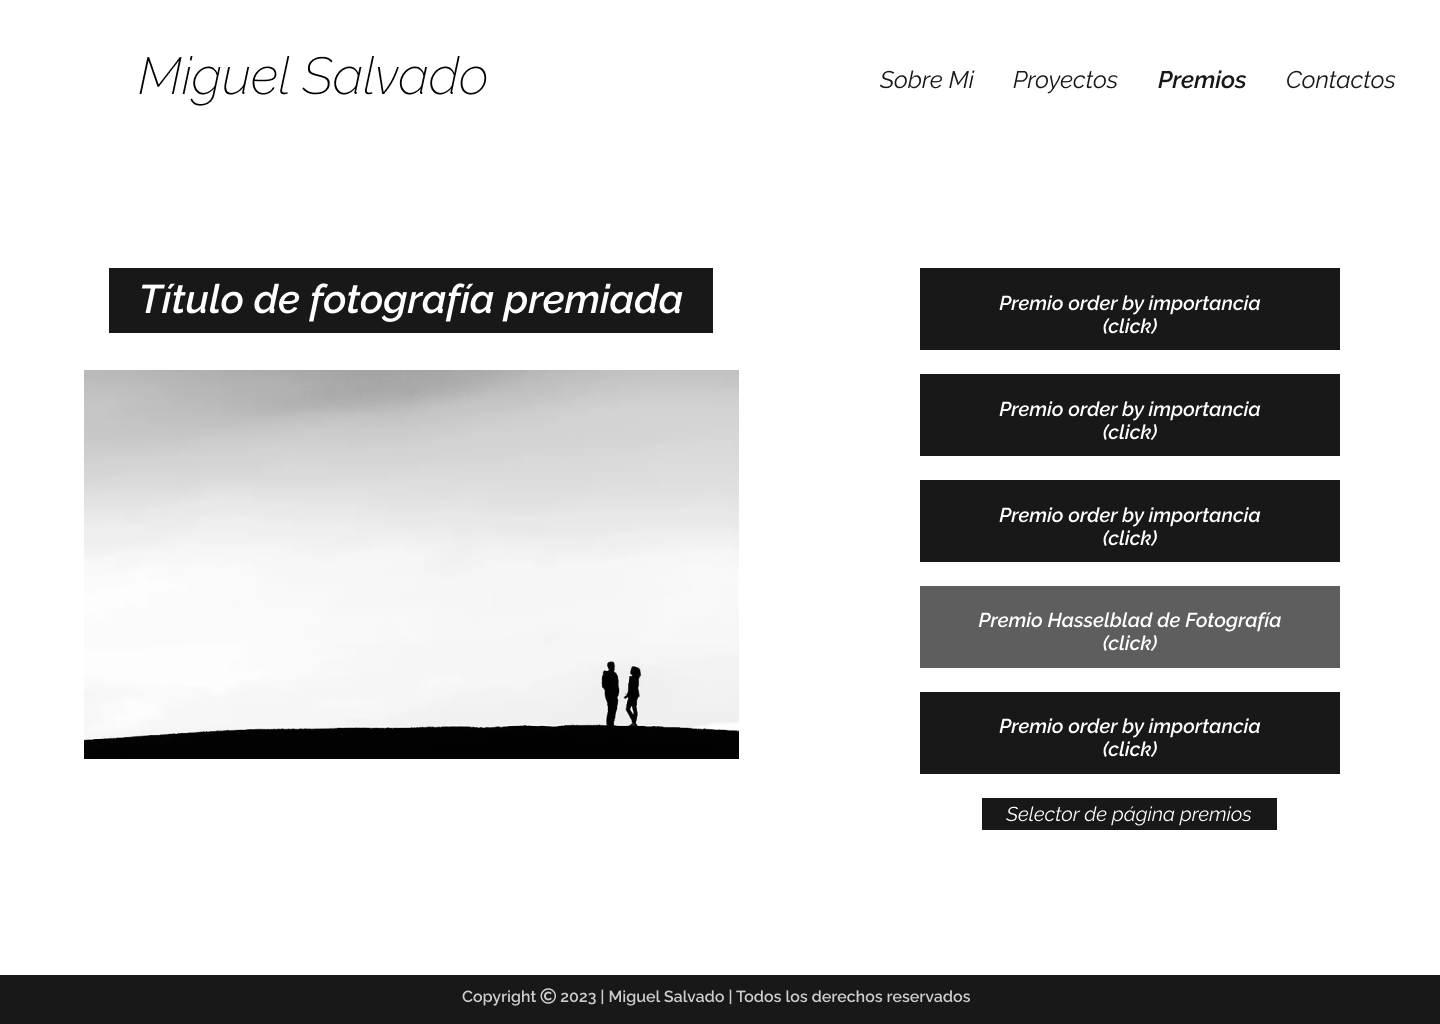 Miguel Salvado
Sobre Mi
Proyectos
Premios
Contactos
Título de fotografía premiada
Premio order by importancia
(click)
Premio order by importancia
(click)
Premio order by importancia
(click)
Premio Hasselblad de Fotografía
(click)
Premio order by importancia
(click)
Selector de página premios
Copyright © 2023 | Miguel Salvado | Todos los derechos reservados